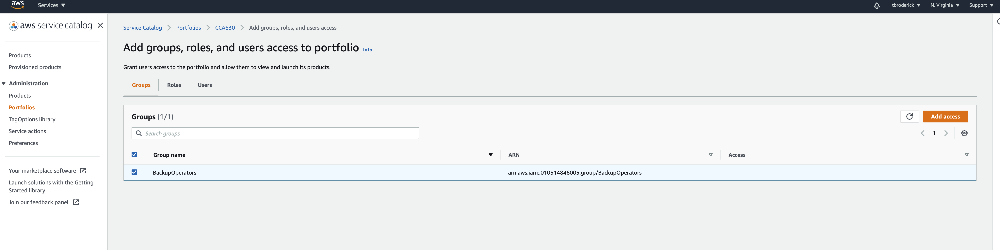 aws
Services
tbroderick
N. Virginia
Support
aws service catalog
Products
Provisioned products
Administration
Products
Portfolios
TagOptions library
Service actions
Preferences
Your marketplace software
Launch solutions with the Getting
Started library
Join our feedback panel
Service Catalog > Portfolios > CCA630 > Add groups, roles, and users access
Add groups, roles, and users access to portfolio Info
Grant users access to the portfolio and allow them to view and launch its products.
Groups
Roles
Users
Groups (1/1)
Add access
Search groups
1
Group name
ARN
Access
BackupOperators
arn:aws:iam::010514846005:group/BackupOperators
-